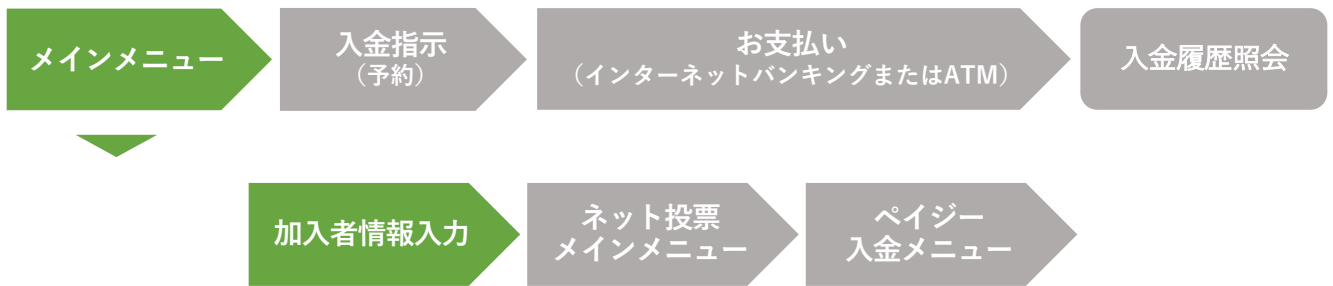 メインメニュー
入金指示
（予約）
お支払い
（インターネットバンキングまたはATM）
入金履歴照会
加入者情報入力
ネット投票
メインメニュー
ペイジー
入金メニュー